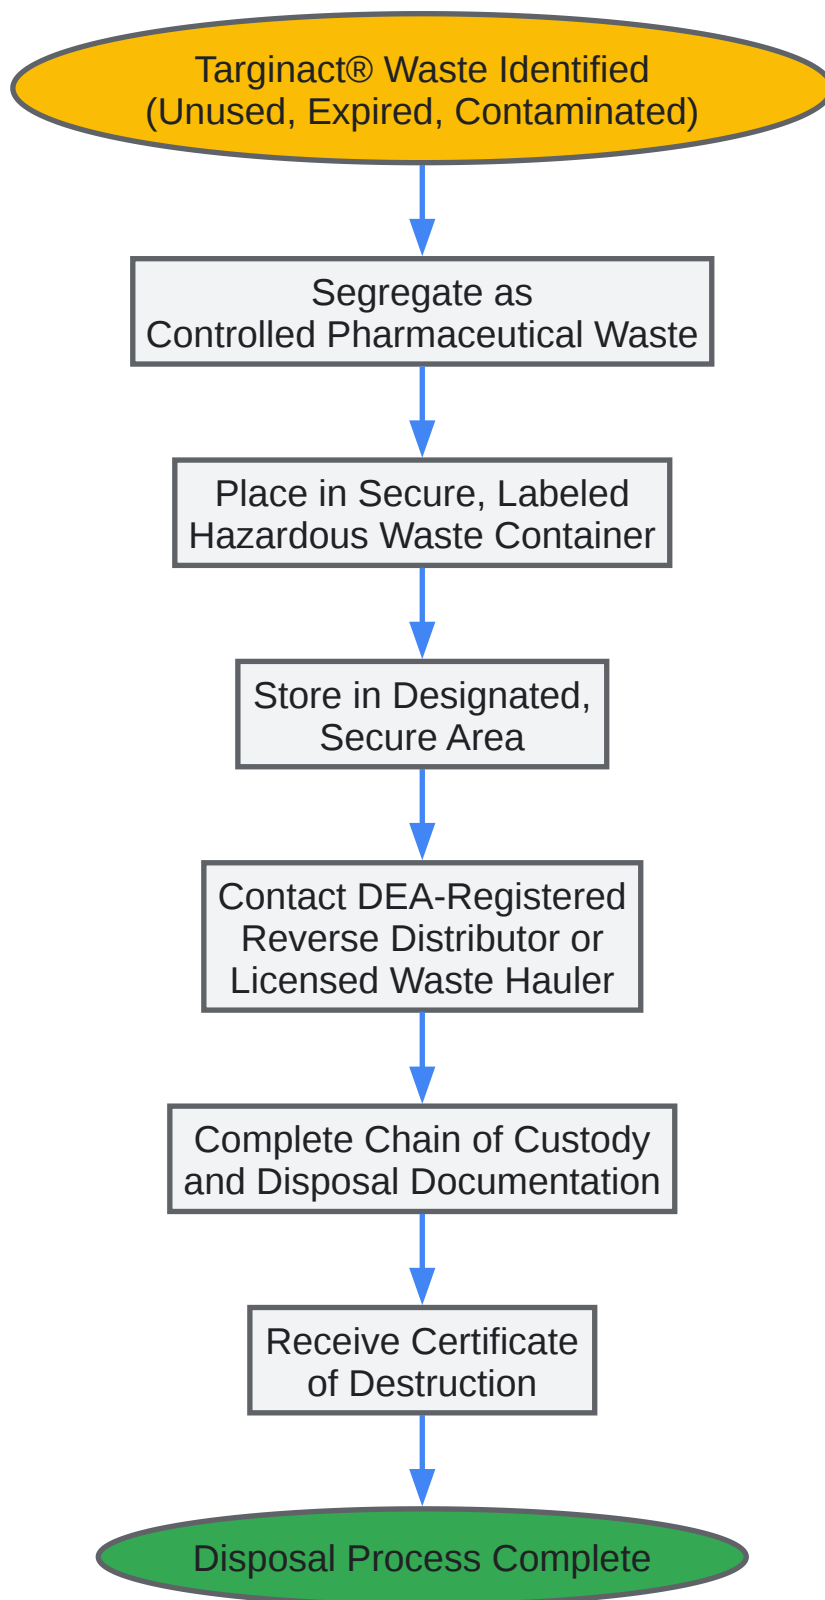 Targinact® Waste Identified
(Unused, Expired, Contaminated)
Segregate as
Controlled Pharmaceutical Waste
Place in Secure, Labeled
Hazardous Waste Container
Store in Designated,
Secure Area
Contact DEA-Registered
Reverse Distributor or
Licensed Waste Hauler
Complete Chain of Custody
and Disposal Documentation
Receive Certificate
of Destruction
Disposal Process Complete